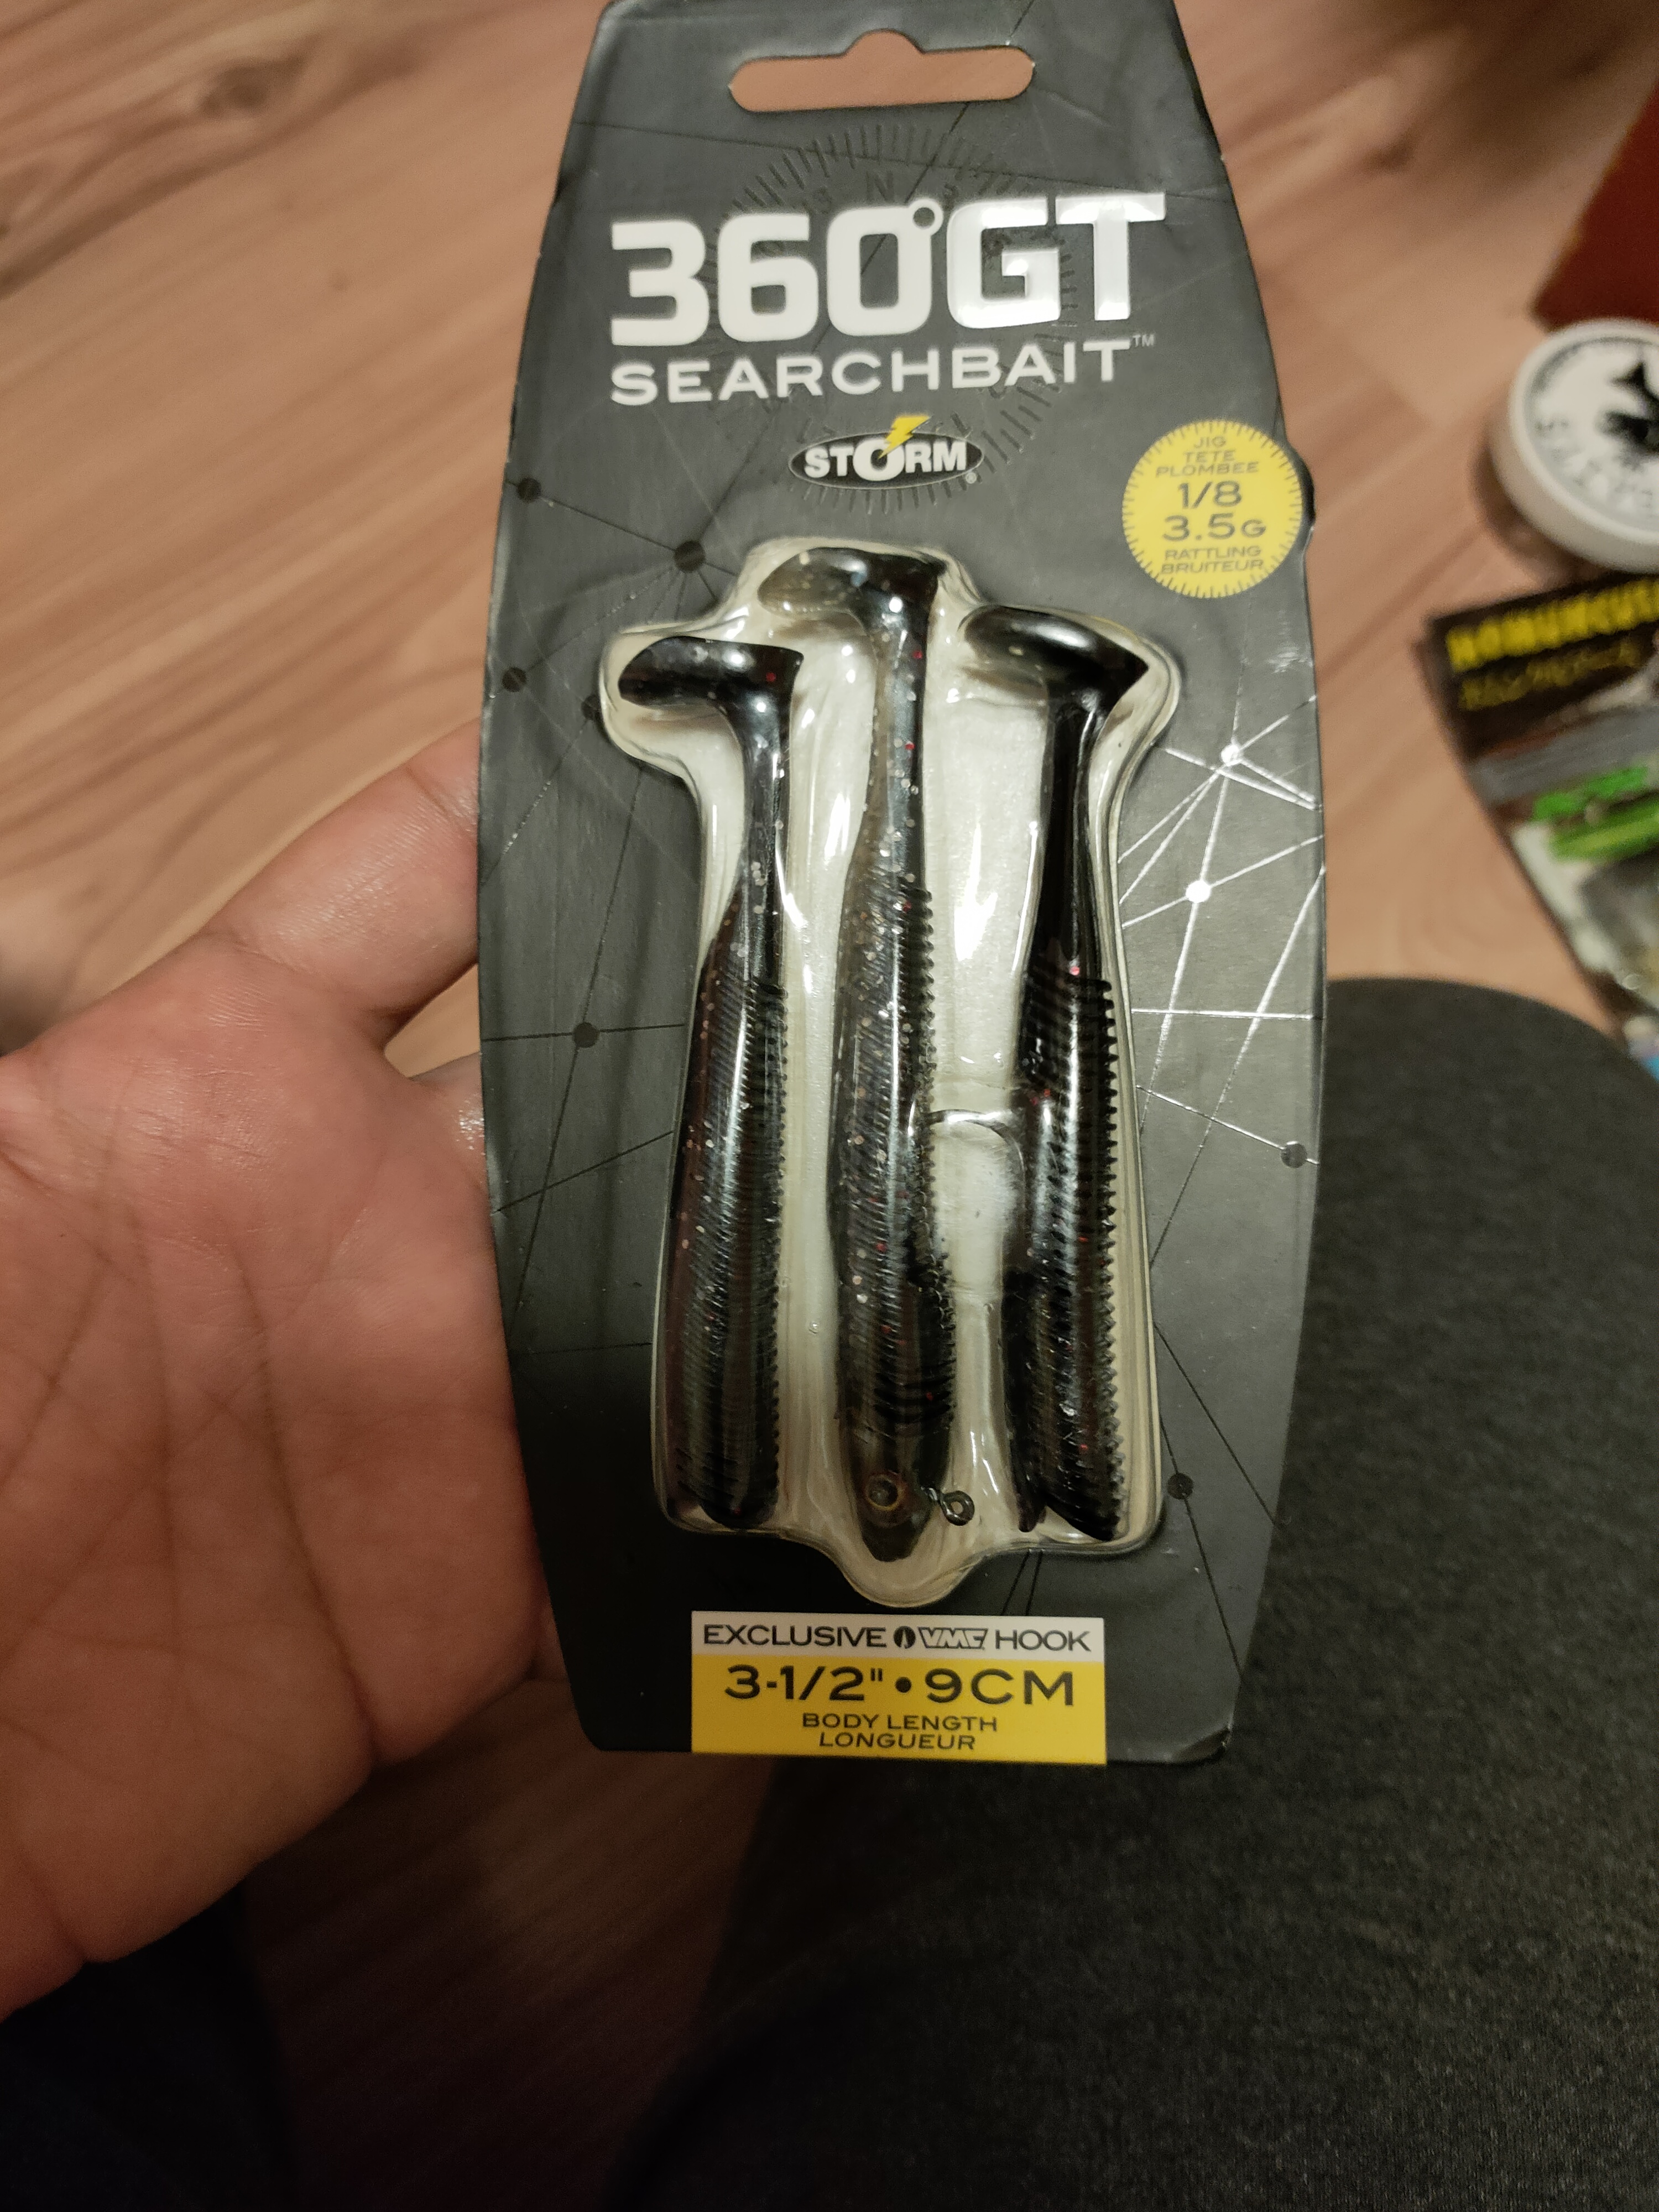 N
360°GT
SEARCHBAIT™
STORM®
JIG
TETE
PLOMBEE
1/8
3.5G
RATTLING
BRUITEUR
EXCLUSIVE VMC HOOK
3-1/2" • 9CM
BODY LENGTH
LONGUEUR